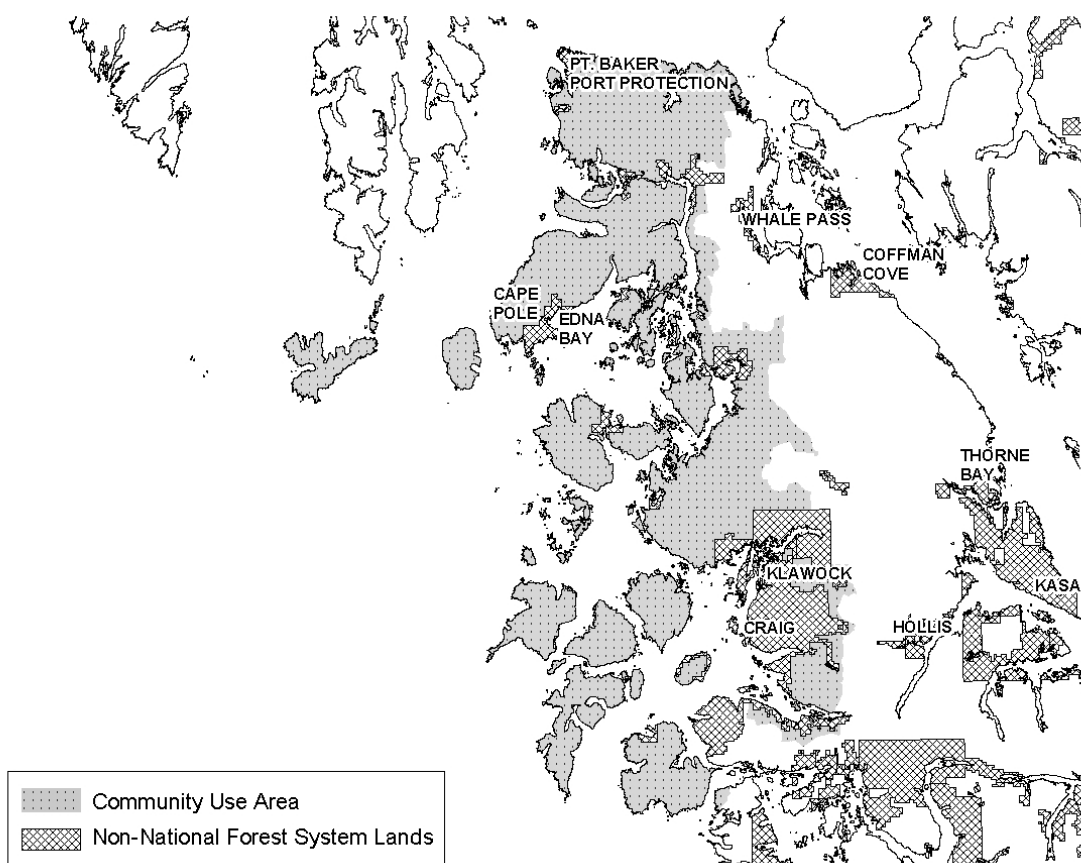 PT. BAKER
PORT PROTECTION
WHALE PASS
COFFMAN
COVE
CAPE
POLE
EDNA
BAY
THORNE
BAY
KLAWOCK
KASA
CRAIG
HOLLIS
Community Use Area
Non-National Forest System Lands